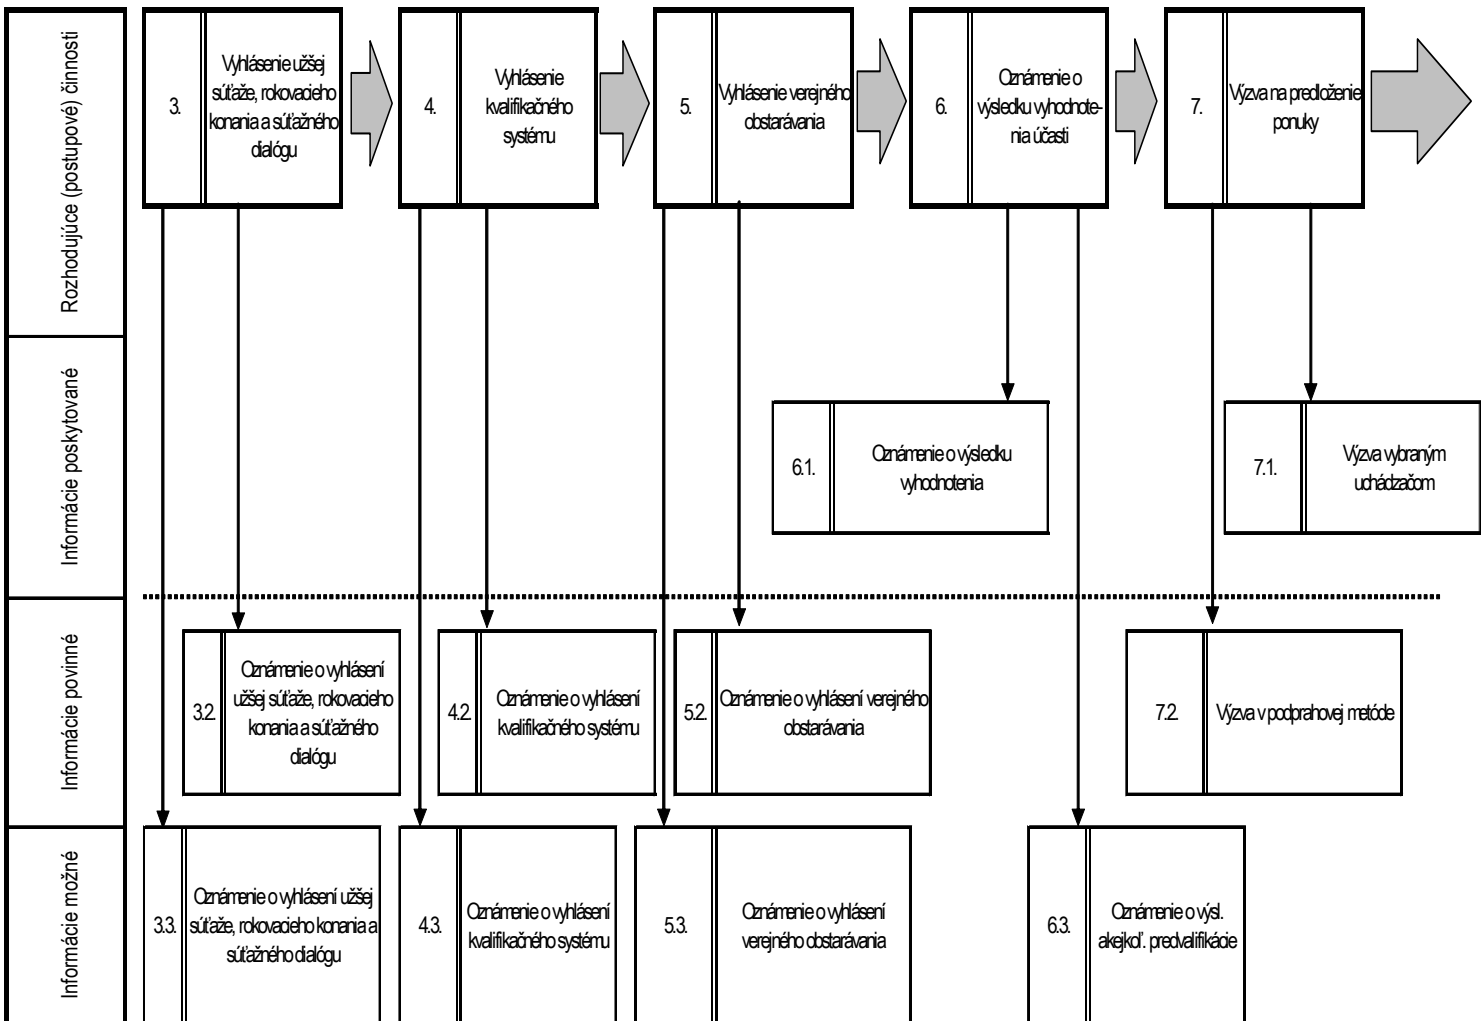 Rozhodujúce (postupové) činnosti
3.
Vyhlásenie užšej
súťaže, rokovacieho
konania a súťažného
dialógu
4.
Vyhlásenie
kvalifikačného
systému
5.
Vyhlásenie verejného
obstarávania
6.
Oznámenie o
výsledku vyhodnote-
nia účasti
7.
Výzva na predloženie
ponuky
Informácie poskytované
6.1.
Oznámenie o výsledku
vyhodnotenia
7.1.
Výzva vybraným
uchádzačom
Informácie povinné
3.2.
Oznámenie o vyhlásení
užšej súťaže, rokovacieho
konania a súťažného
dialógu
4.2.
Oznámenie o vyhlásení
kvalifikačného systému
5.2.
Oznámenie o vyhlásení verejného
obstarávania
7.2.
Výzva v podprahovej metóde
Informácie možné
3.3.
Oznámenie o vyhlásení užšej
súťaže, rokovacieho konania a
súťažného dialógu
4.3.
Oznámenie o vyhlásení
kvalifikačného systému
5.3.
Oznámenie o vyhlásení
verejného obstarávania
6.3.
Oznámenie o výsl.
akejkoľ. predvalifikácie